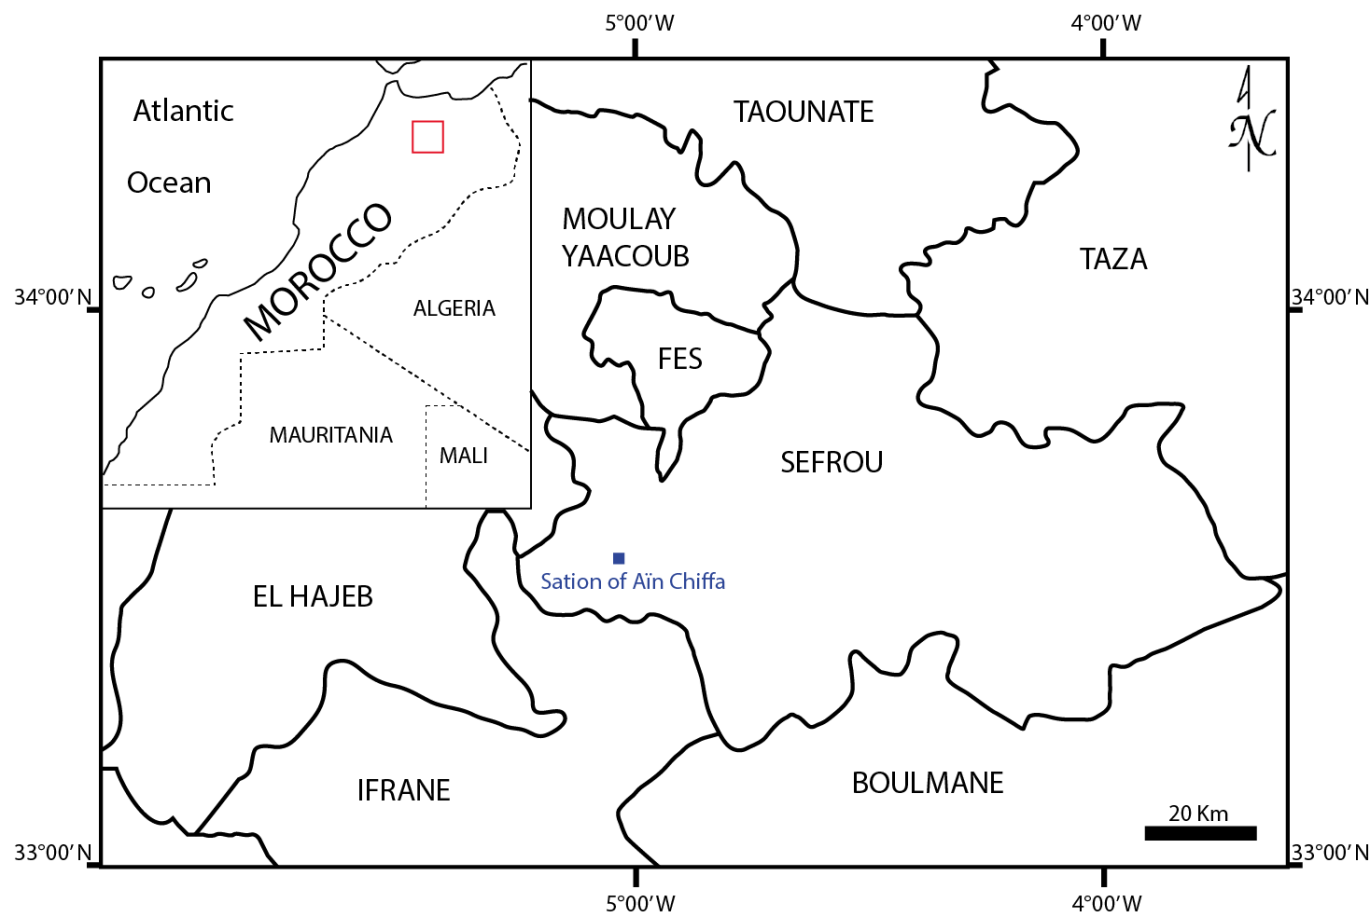 5°00′W
4°00′W
Atlantic
Ocean
MOROCCO
ALGERIA
MAURITANIA
MALI
TAOUNATE
N
MOULAY
YAACOUB
TAZA
34°00′N
34°00′N
FES
SEFROU
Sation of Aïn Chiffa
EL HAJEB
IFRANE
BOULMANE
20 Km
33°00′N
33°00′N
5°00′W
4°00′W